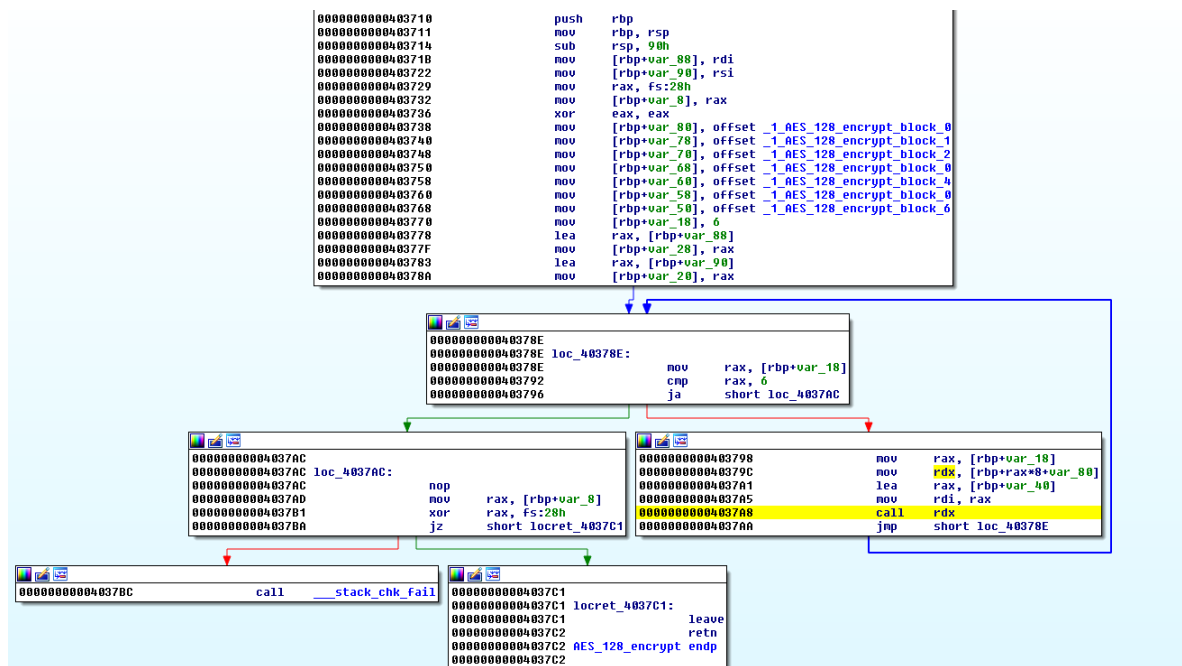 0000000000403710 push rbp
0000000000403711 mov rbp, rsp
0000000000403714 sub rsp, 90h
000000000040371B mov [rbp+var_88], rdi
0000000000403722 mov [rbp+var_90], rsi
0000000000403729 mov rax, fs:28h
0000000000403732 mov [rbp+var_8], rax
0000000000403736 xor eax, eax
0000000000403738 mov [rbp+var_80], offset _1_AES_128_encrypt_block_0
0000000000403740 mov [rbp+var_78], offset _1_AES_128_encrypt_block_1
0000000000403748 mov [rbp+var_70], offset _1_AES_128_encrypt_block_2
0000000000403750 mov [rbp+var_68], offset _1_AES_128_encrypt_block_0
0000000000403758 mov [rbp+var_60], offset _1_AES_128_encrypt_block_4
0000000000403760 mov [rbp+var_58], offset _1_AES_128_encrypt_block_0
0000000000403768 mov [rbp+var_50], offset _1_AES_128_encrypt_block_6
0000000000403770 mov [rbp+var_18], 6
0000000000403778 lea rax, [rbp+var_88]
000000000040377F mov [rbp+var_28], rax
0000000000403783 lea rax, [rbp+var_90]
000000000040378A mov [rbp+var_20], rax
000000000040378E
000000000040378E loc_40378E:
000000000040378E mov rax, [rbp+var_18]
0000000000403792 cmp rax, 6
0000000000403796 ja short loc_4037AC
00000000004037AC
00000000004037AC loc_4037AC:
00000000004037AC nop
00000000004037AD mov rax, [rbp+var_8]
00000000004037B1 xor rax, fs:28h
00000000004037BA jz short locret_4037C1
0000000000403798 mov rax, [rbp+var_18]
000000000040379C mov rdx, [rbp+rax*8+var_80]
00000000004037A1 lea rax, [rbp+var_40]
00000000004037A5 mov rdi, rax
00000000004037A8 call rdx
00000000004037AA jmp short loc_40378E
00000000004037BC call ___stack_chk_fail
00000000004037C1
00000000004037C1 locret_4037C1:
00000000004037C1 leave
00000000004037C2 retn
00000000004037C2 AES_128_encrypt endp
00000000004037C2